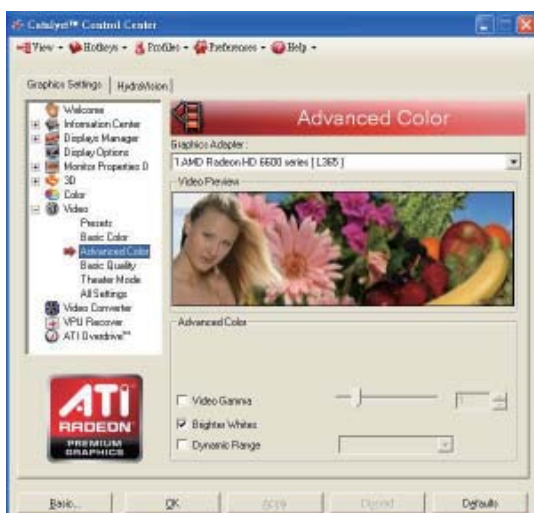 Catalyst™ Control Center
View Hotkeys Profiles Preferences Help
Graphics Settings HydraVision
Welcome
Information Center
Displays Manager
Display Options
Monitor Properties D
3D
Color
Video
Presets
Basic Color
Advanced Color
Basic Quality
Theater Mode
All Settings
Video Converter
VPU Recover
ATI Overdrive™
ATI
RADEON
PREMIUM
GRAPHICS
Advanced Color
Graphics Adapter:
1.AMD Radeon HD 6600 series [ L365 ]
Video Preview
Advanced Color
Video Gamma
1
Brighter Whites
Dynamic Range
Basic... OK Apply Discard Defaults